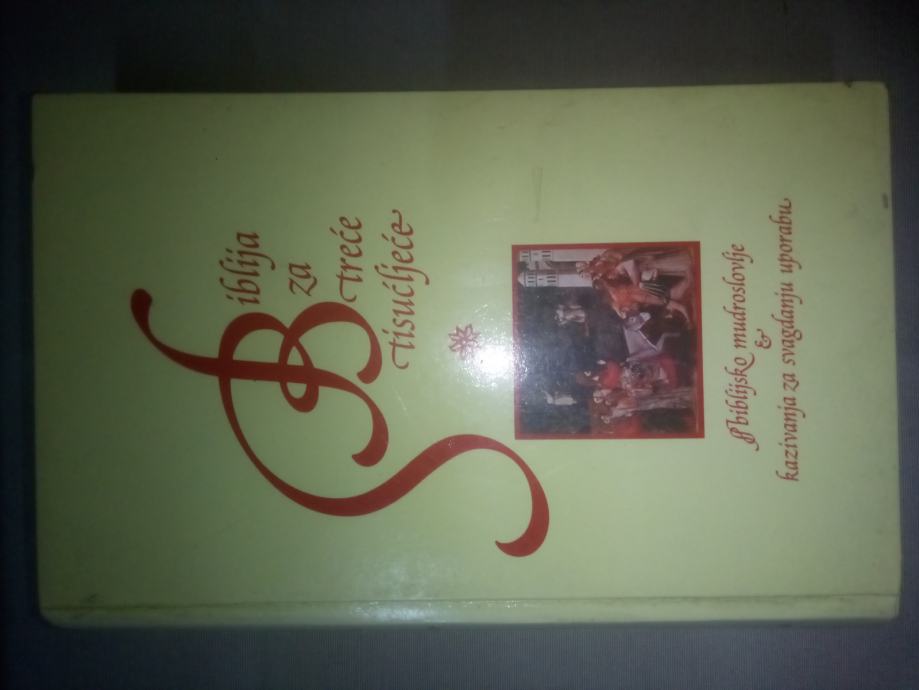 Biblija
za
treće
tisućljeće
biblijsko mudroslovlje
&
kazivanja za svagdanju uporabu